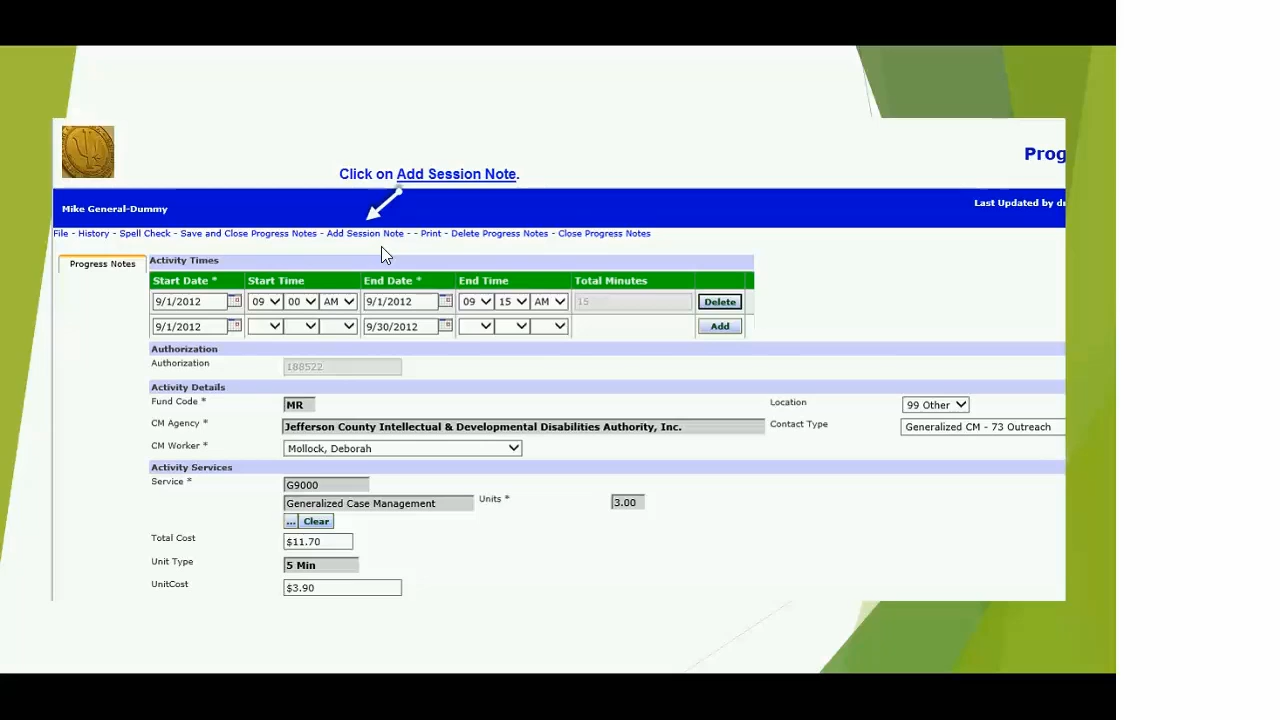 Prog
Click on Add Session Note.
Mike General-Dummy
Last Updated by
File - History - Spell Check - Save and Close Progress Notes - Add Session Note - - Print - Delete Progress Notes - Close Progress Notes
Progress Notes
Activity Times
Start Date * Start Time End Date * End Time Total Minutes
9/1/2012 09 00 AM 9/1/2012 09 15 AM 15 Delete
9/1/2012 9/30/2012 Add
Authorization
Authorization 188522
Activity Details
Fund Code * MR Location 99 Other
CM Agency * Jefferson County Intellectual & Developmental Disabilities Authority, Inc. Contact Type Generalized CM - 73 Outreach
CM Worker * Mollock, Deborah
Activity Services
Service * G9000
Generalized Case Management Units * 3.00
... Clear
Total Cost $11.70
Unit Type 5 Min
UnitCost $3.90